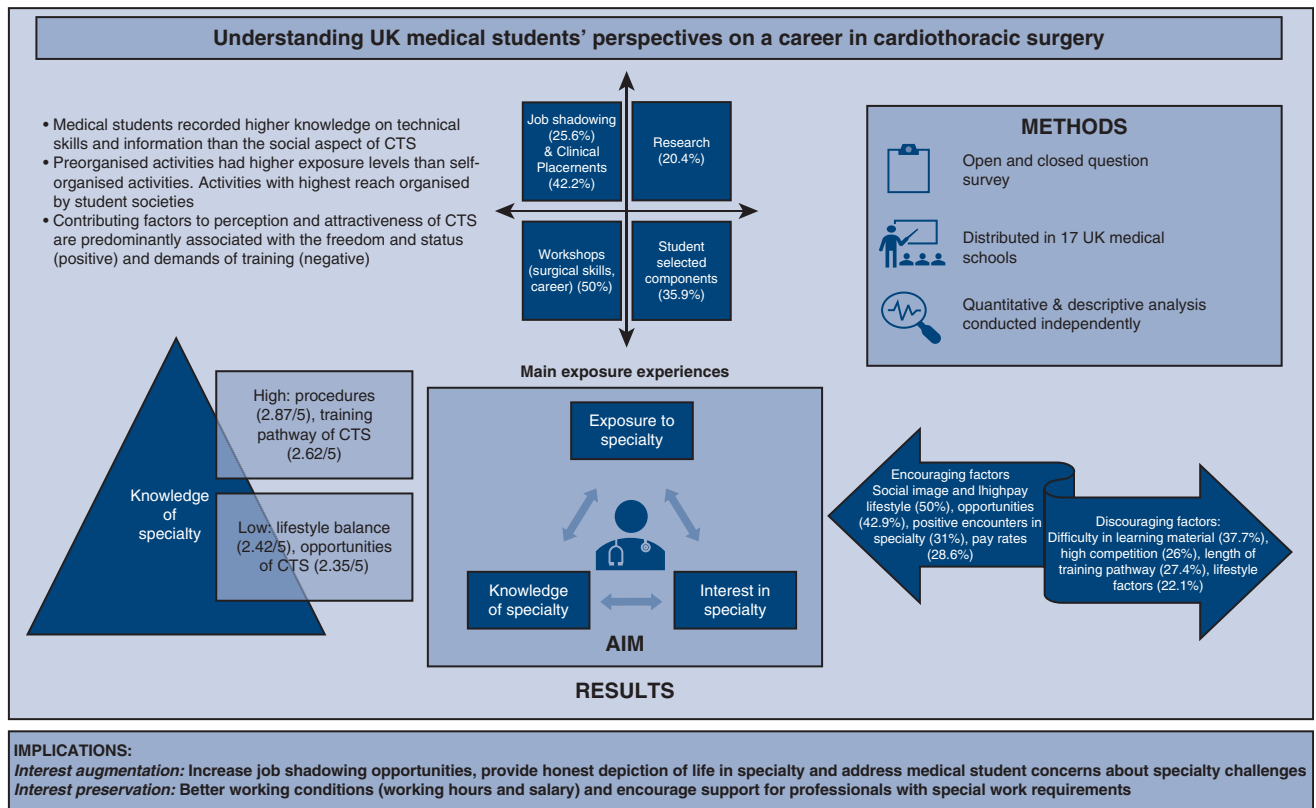 Understanding UK medical students’ perspectives on a career in cardiothoracic surgery
• Medical students recorded higher knowledge on technical
skills and information than the social aspect of CTS
• Preorganised activities had higher exposure levels than self-
organised activities. Activities with highest reach organised
by student societies
• Contributing factors to perception and attractiveness of CTS
are predominantly associated with the freedom and status
(positive) and demands of training (negative)
Job shadowing
(25.6%)
& Clinical
Placements
(42.2%)
Research
(20.4%)
Workshops
(surgical skills,
career) (50%)
Student
selected
components
(35.9%)
Main exposure experiences
METHODS
Open and closed question
survey
Distributed in 17 UK medical
schools
Quantitative & descriptive analysis
conducted independently
Knowledge
of
specialty
High: procedures
(2.87/5), training
pathway of CTS
(2.62/5)
Low: lifestyle balance
(2.42/5), opportunities
of CTS (2.35/5)
Exposure to
specialty
Knowledge
of specialty
Interest in
specialty
AIM
RESULTS
Encouraging factors
Social image and lhighpay
lifestyle (50%), opportunities
(42.9%), positive encounters in
specialty (31%), pay rates
(28.6%)
Discouraging factors:
Difficulty in learning material (37.7%),
high competition (26%), length of
training pathway (27.4%), lifestyle
factors (22.1%)
IMPLICATIONS:
Interest augmentation: Increase job shadowing opportunities, provide honest depiction of life in specialty and address medical student concerns about specialty challenges
Interest preservation: Better working conditions (working hours and salary) and encourage support for professionals with special work requirements